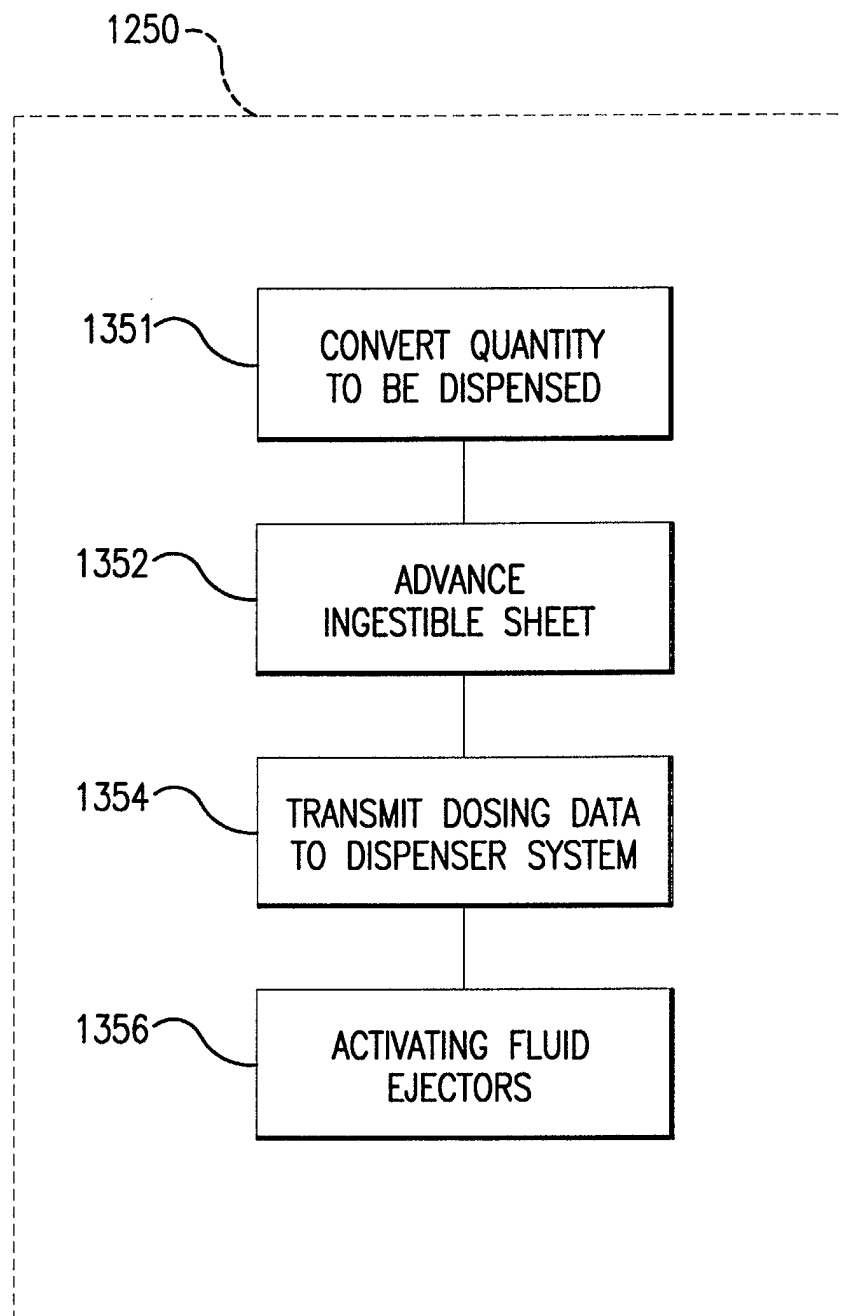 1250
1351
CONVERT QUANTITY
TO BE DISPENSED
1352
ADVANCE
INGESTIBLE SHEET
1354
TRANSMIT DOSING DATA
TO DISPENSER SYSTEM
1356
ACTIVATING FLUID
EJECTORS